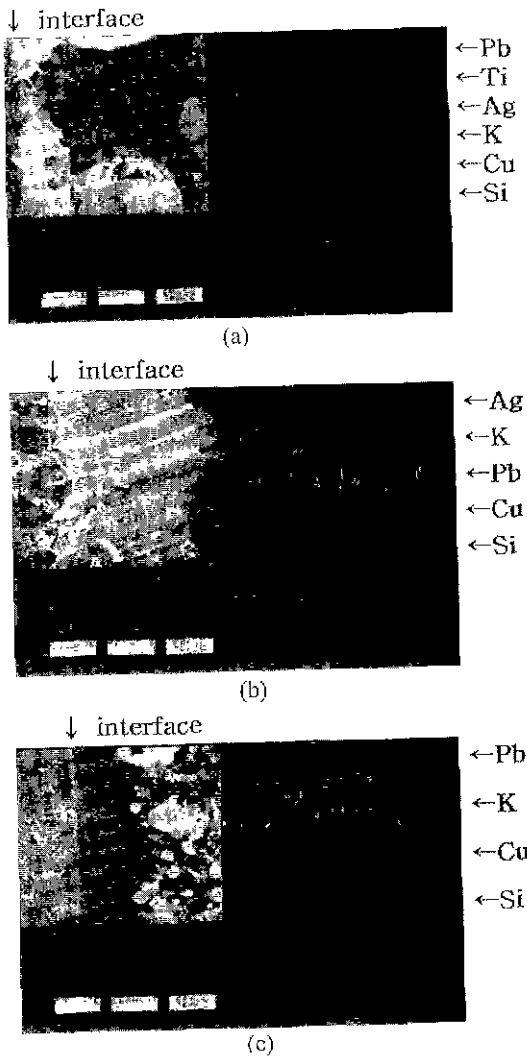 ↓ interface
←Pb
←Ti
←Ag
←K
←Cu
←Si
(a)
↓ interface
←Ag
←K
←Pb
←Cu
←Si
(b)
↓ interface
←Pb
←K
←Cu
←Si
(c)